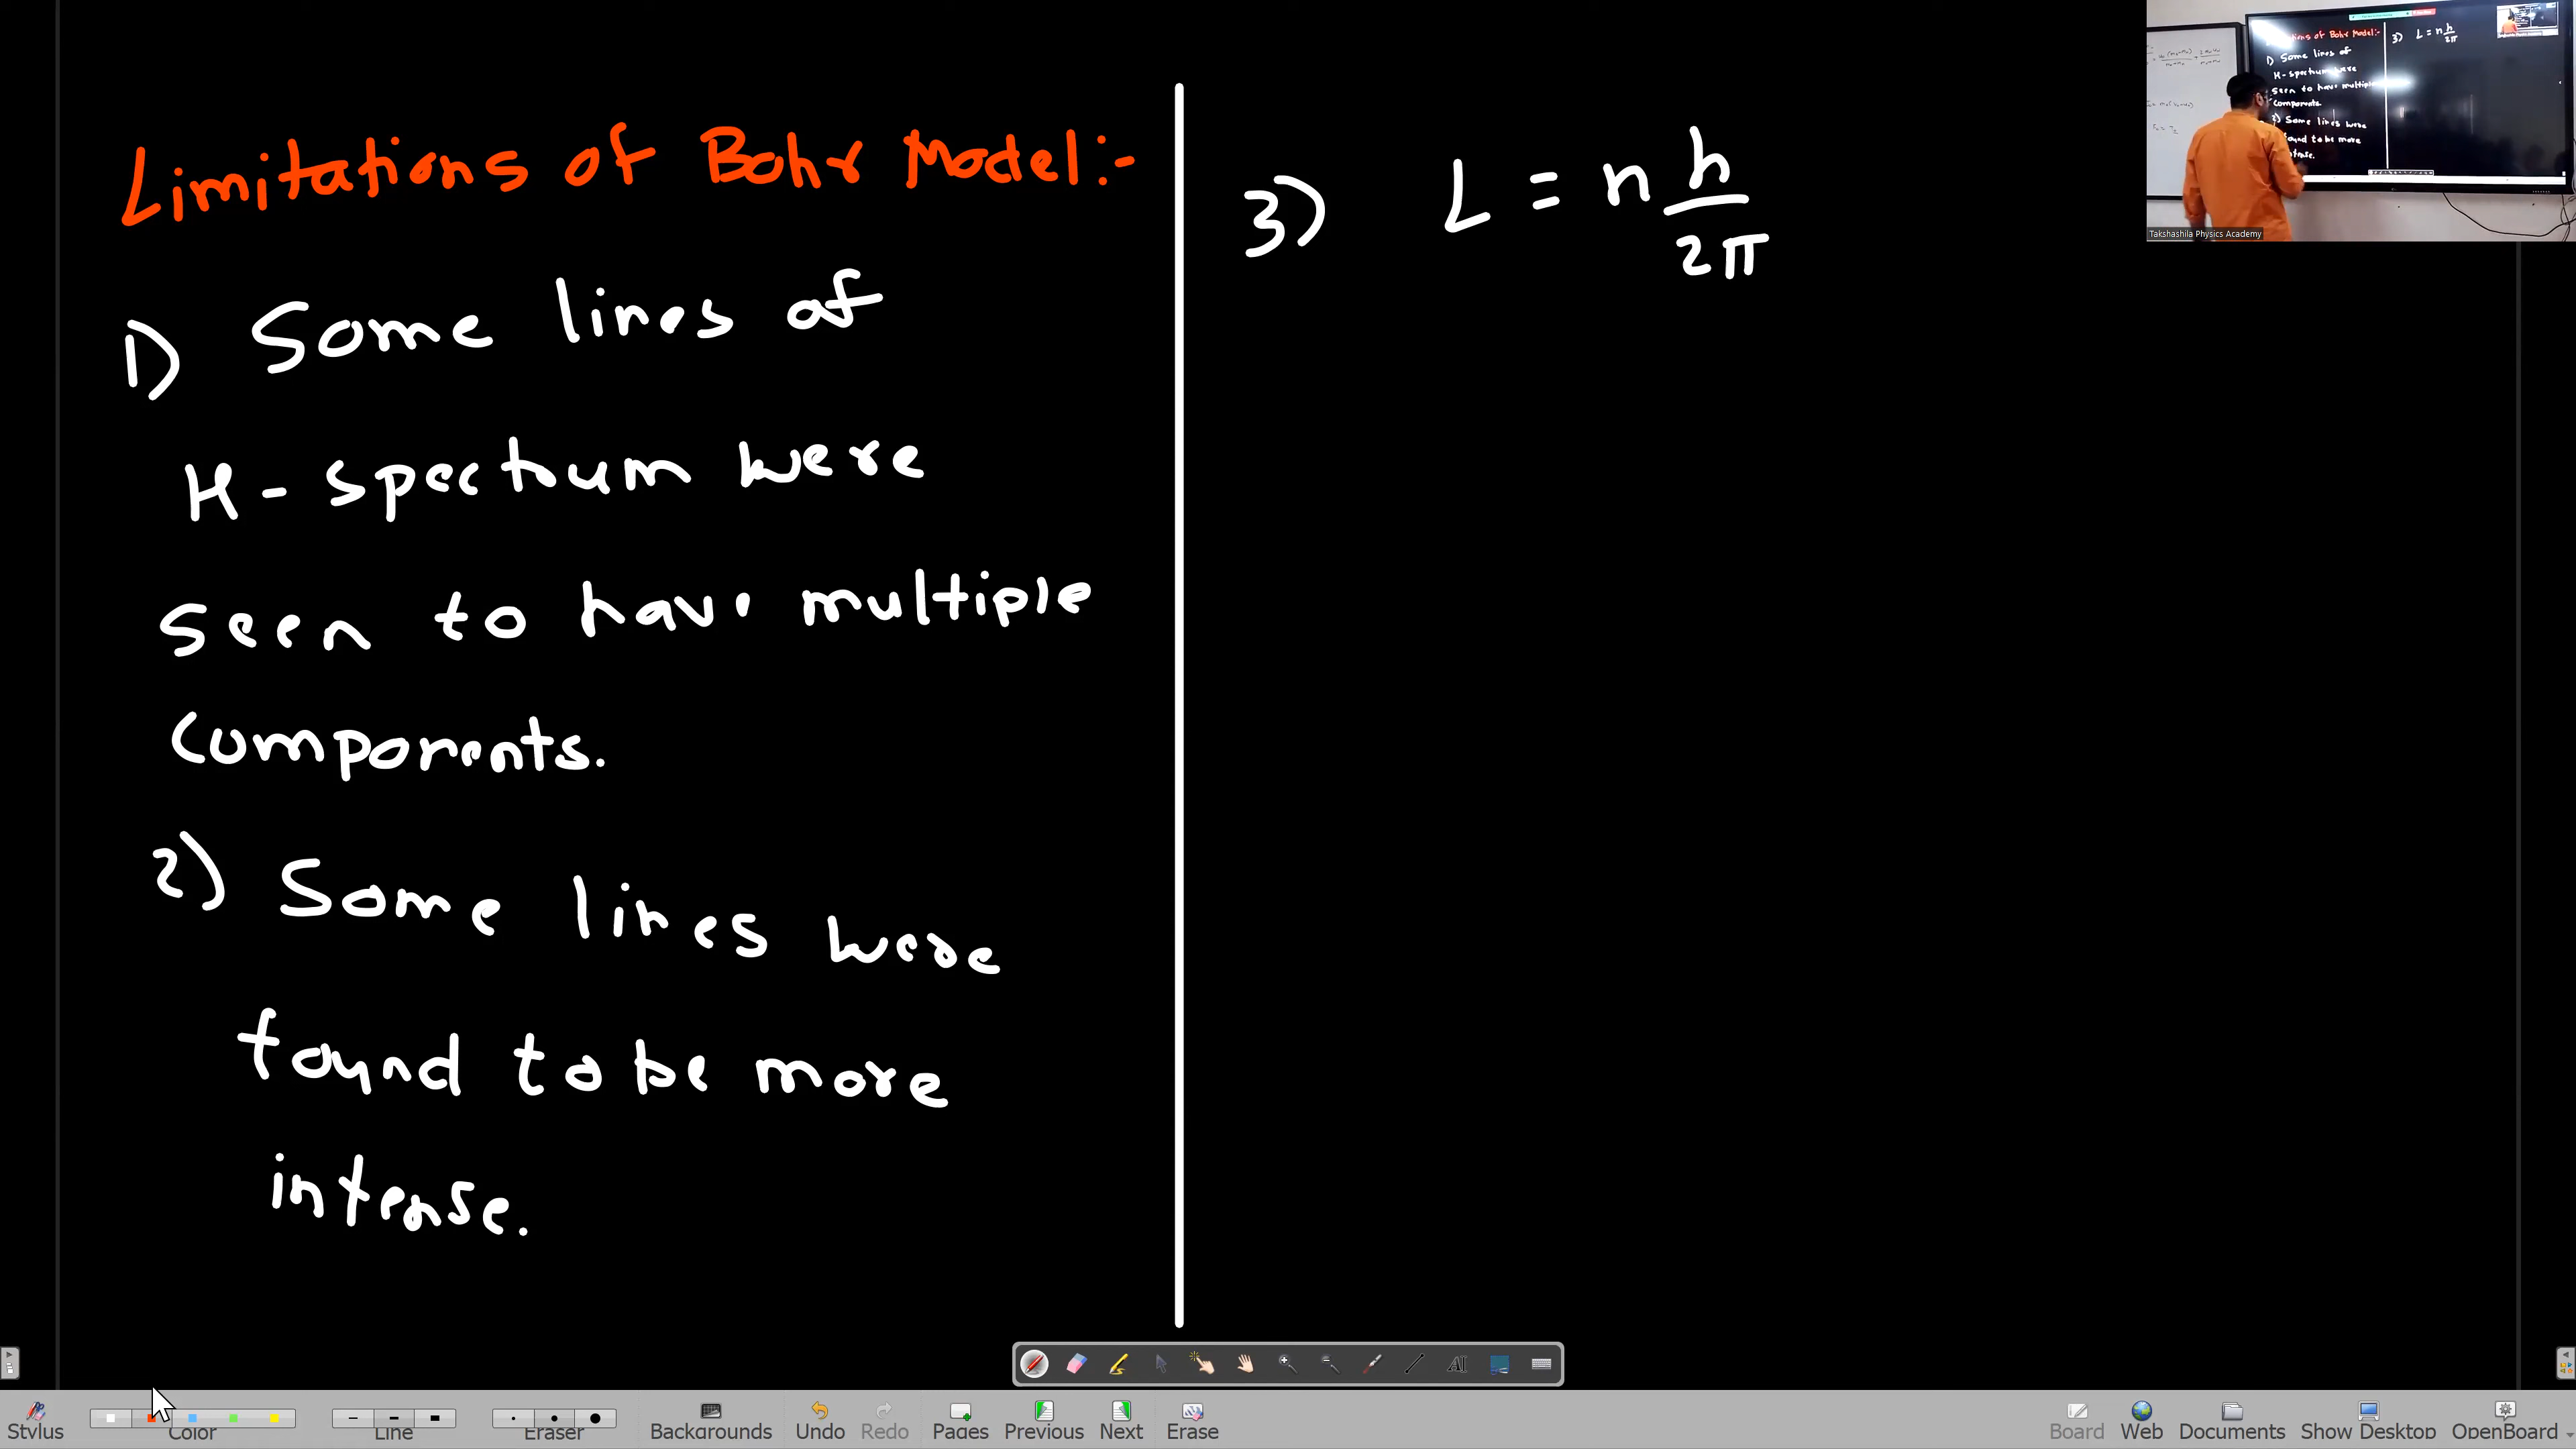 Limitations of Bohr Model:-
1) Some lines of
H - spectrum were
seen to have multiple
components.
2) Some lines were
found to be more
intense.
3) L = n h/2π
Takshashila Physics Academy
Stylus
Color
Line
Eraser
Backgrounds
Undo
Redo
Pages
Previous
Next
Erase
Board
Web
Documents
Show Desktop
OpenBoard